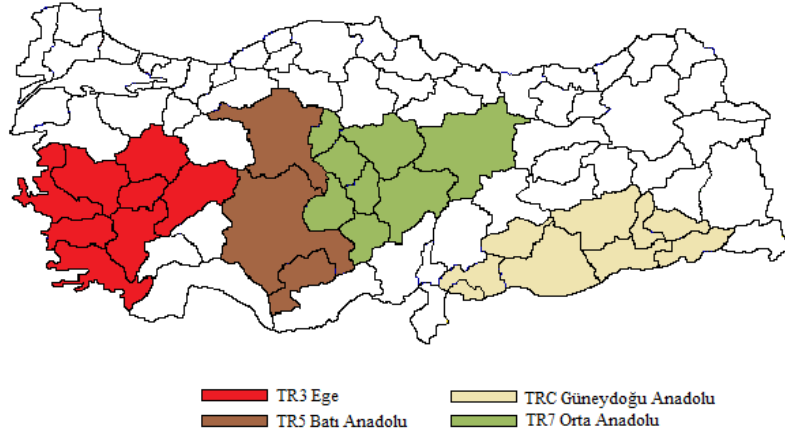 TR3 Ege
TRC Güneydoğu Anadolu
TR5 Batı Anadolu
TR7 Orta Anadolu